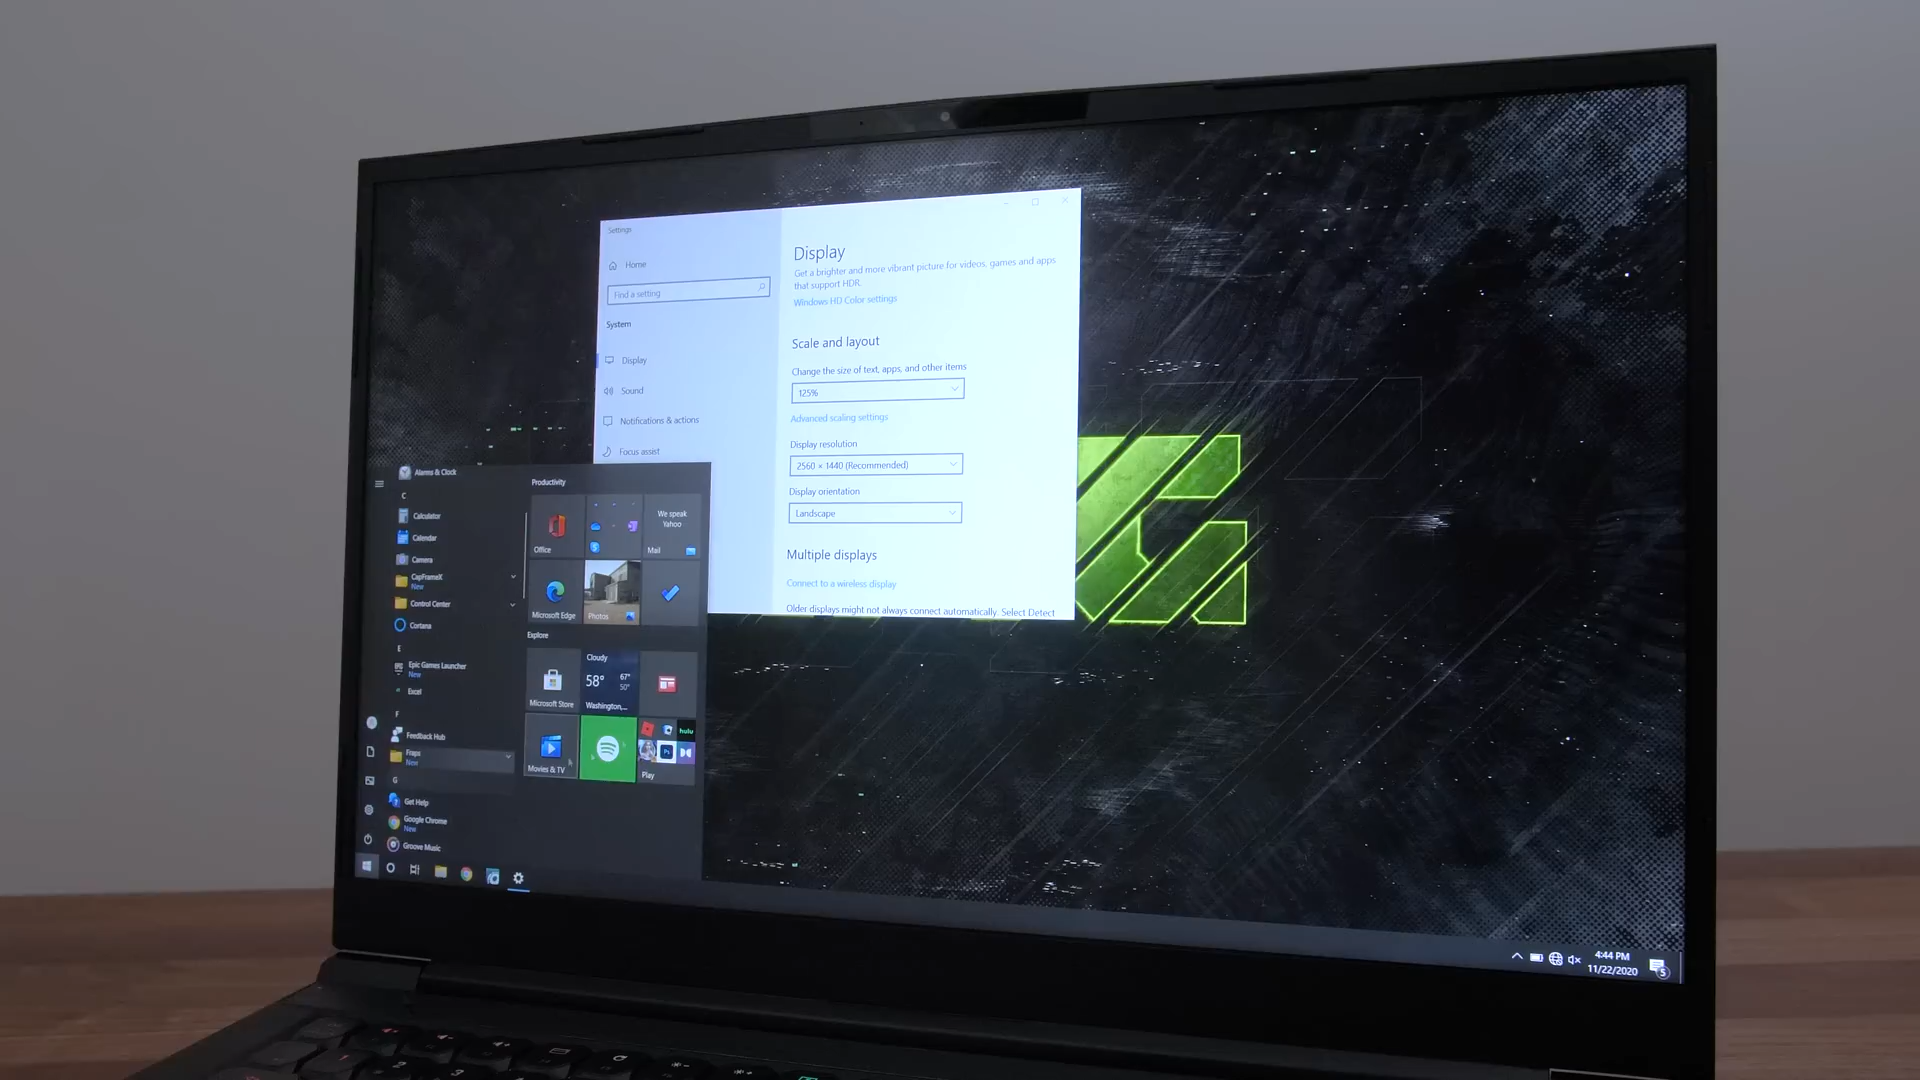 Settings
Home
Find a setting
System
Display
Sound
Notifications & actions
Focus assist
Display
Get a brighter and more vibrant picture for videos, games and apps
that support HDR.
Windows HD Color settings
Scale and layout
Change the size of text, apps, and other items
125%
Advanced scaling settings
Display resolution
2560 × 1440 (Recommended)
Display orientation
Landscape
Multiple displays
Connect to a wireless display
Older displays might not always connect automatically. Select Detect
Alarms & Clock
C
Calculator
Calendar
Camera
CapFrameX
New
Control Center
Cortana
E
Epic Games Launcher
New
Excel
F
Feedback Hub
Fraps
New
G
Get Help
Google Chrome
New
Groove Music
Productivity
Office
We speak
Yahoo
Mail
Microsoft Edge
Photos
Explore
Microsoft Store
Cloudy
58° 67°
50°
Washington,...
Movies & TV
hulu
Ps
Play
4:44 PM
11/22/2020
5
2
3